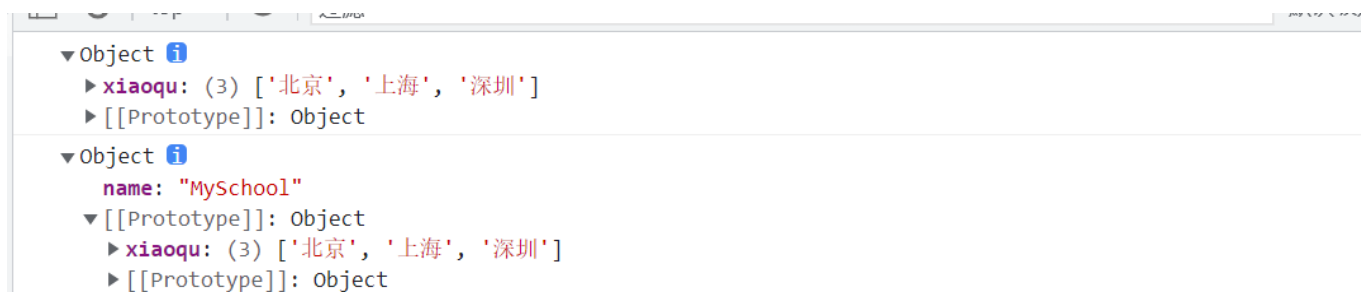 Object i
xiaoqu: (3) ['北京', '上海', '深圳']
[[Prototype]]: Object
Object i
name: "MySchool"
[[Prototype]]: Object
xiaoqu: (3) ['北京', '上海', '深圳']
[[Prototype]]: Object